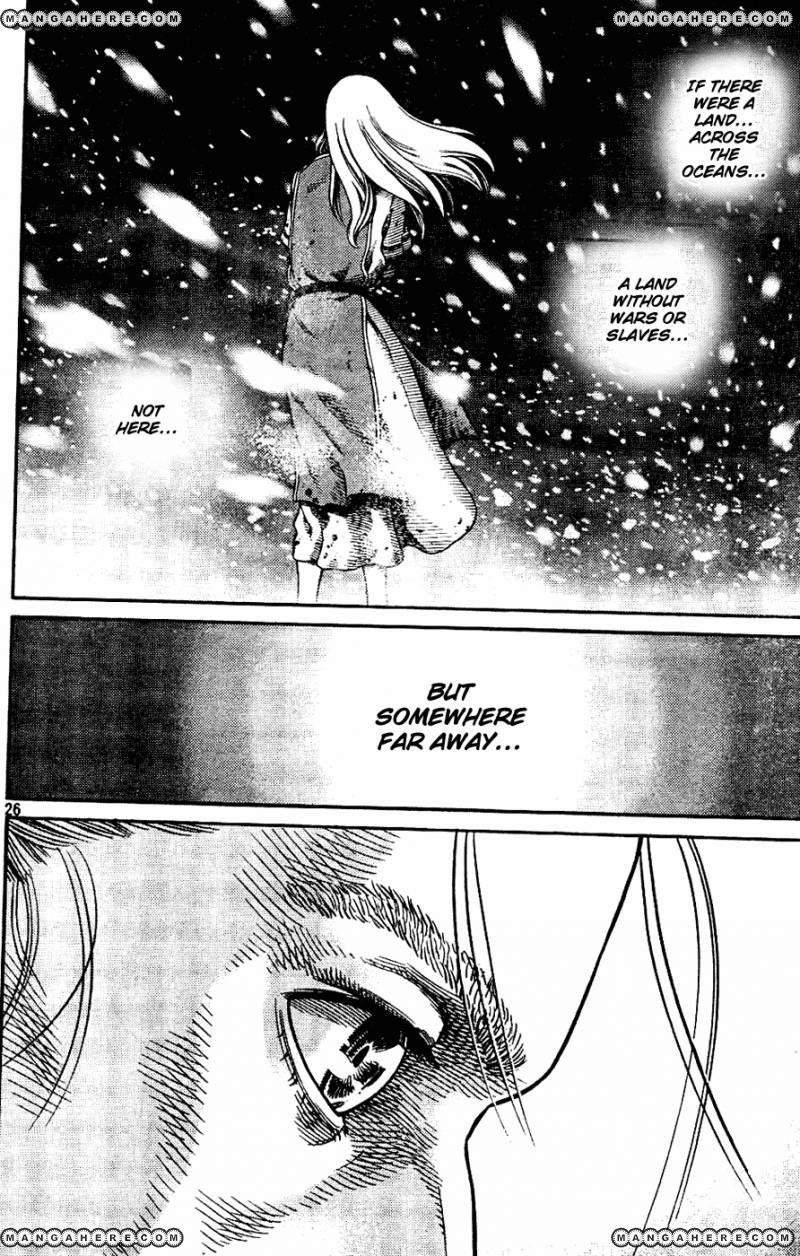 MANGAHERE.COM
MANGAHERE.COM
IF THERE
WERE A
LAND...
ACROSS
THE
OCEANS...
A LAND
WITHOUT
WARS OR
SLAVES...
NOT
HERE...
BUT
SOMEWHERE
FAR AWAY...
26
MANGAHERE.COM
MANGAHERE.COM